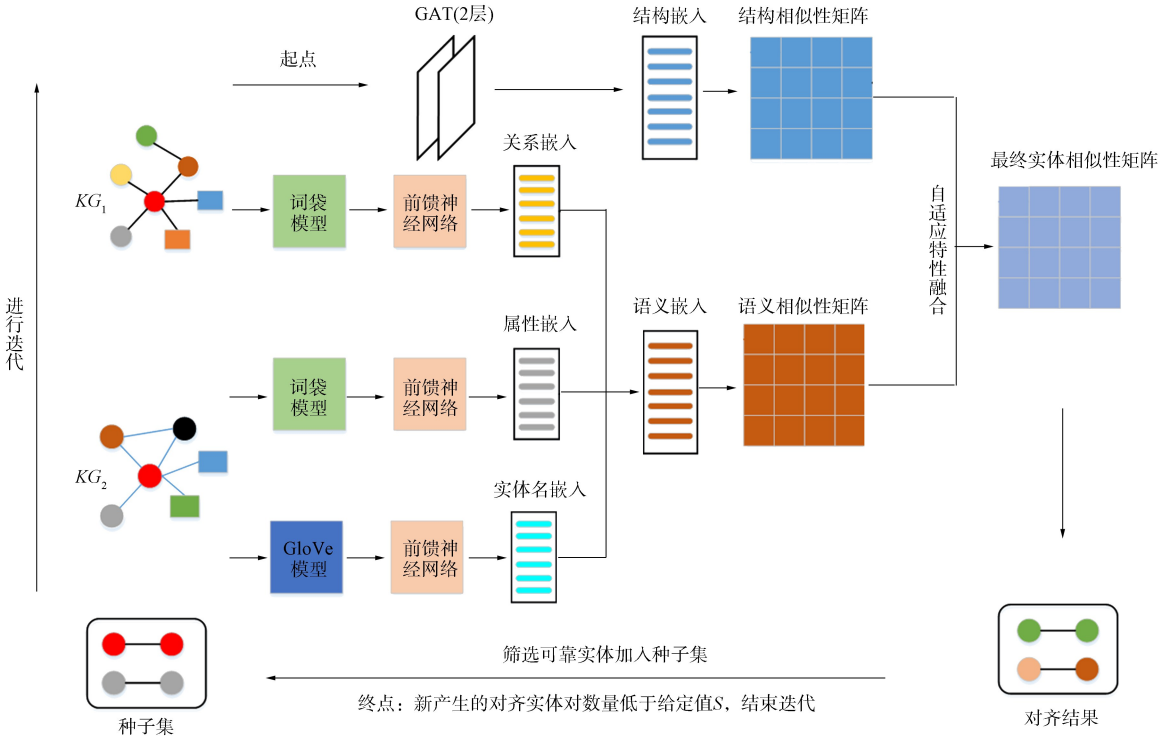 GAT(2层)
结构嵌入
结构相似性矩阵
起点
关系嵌入
最终实体相似性矩阵
KG1
词袋
模型
前馈神
经网络
自适应特性融合
进行迭代
属性嵌入
语义嵌入
语义相似性矩阵
词袋
模型
前馈神
经网络
KG2
实体名嵌入
GloVe
模型
前馈神
经网络
筛选可靠实体加入种子集
终点：新产生的对齐实体对数量低于给定值S，结束迭代
种子集
对齐结果